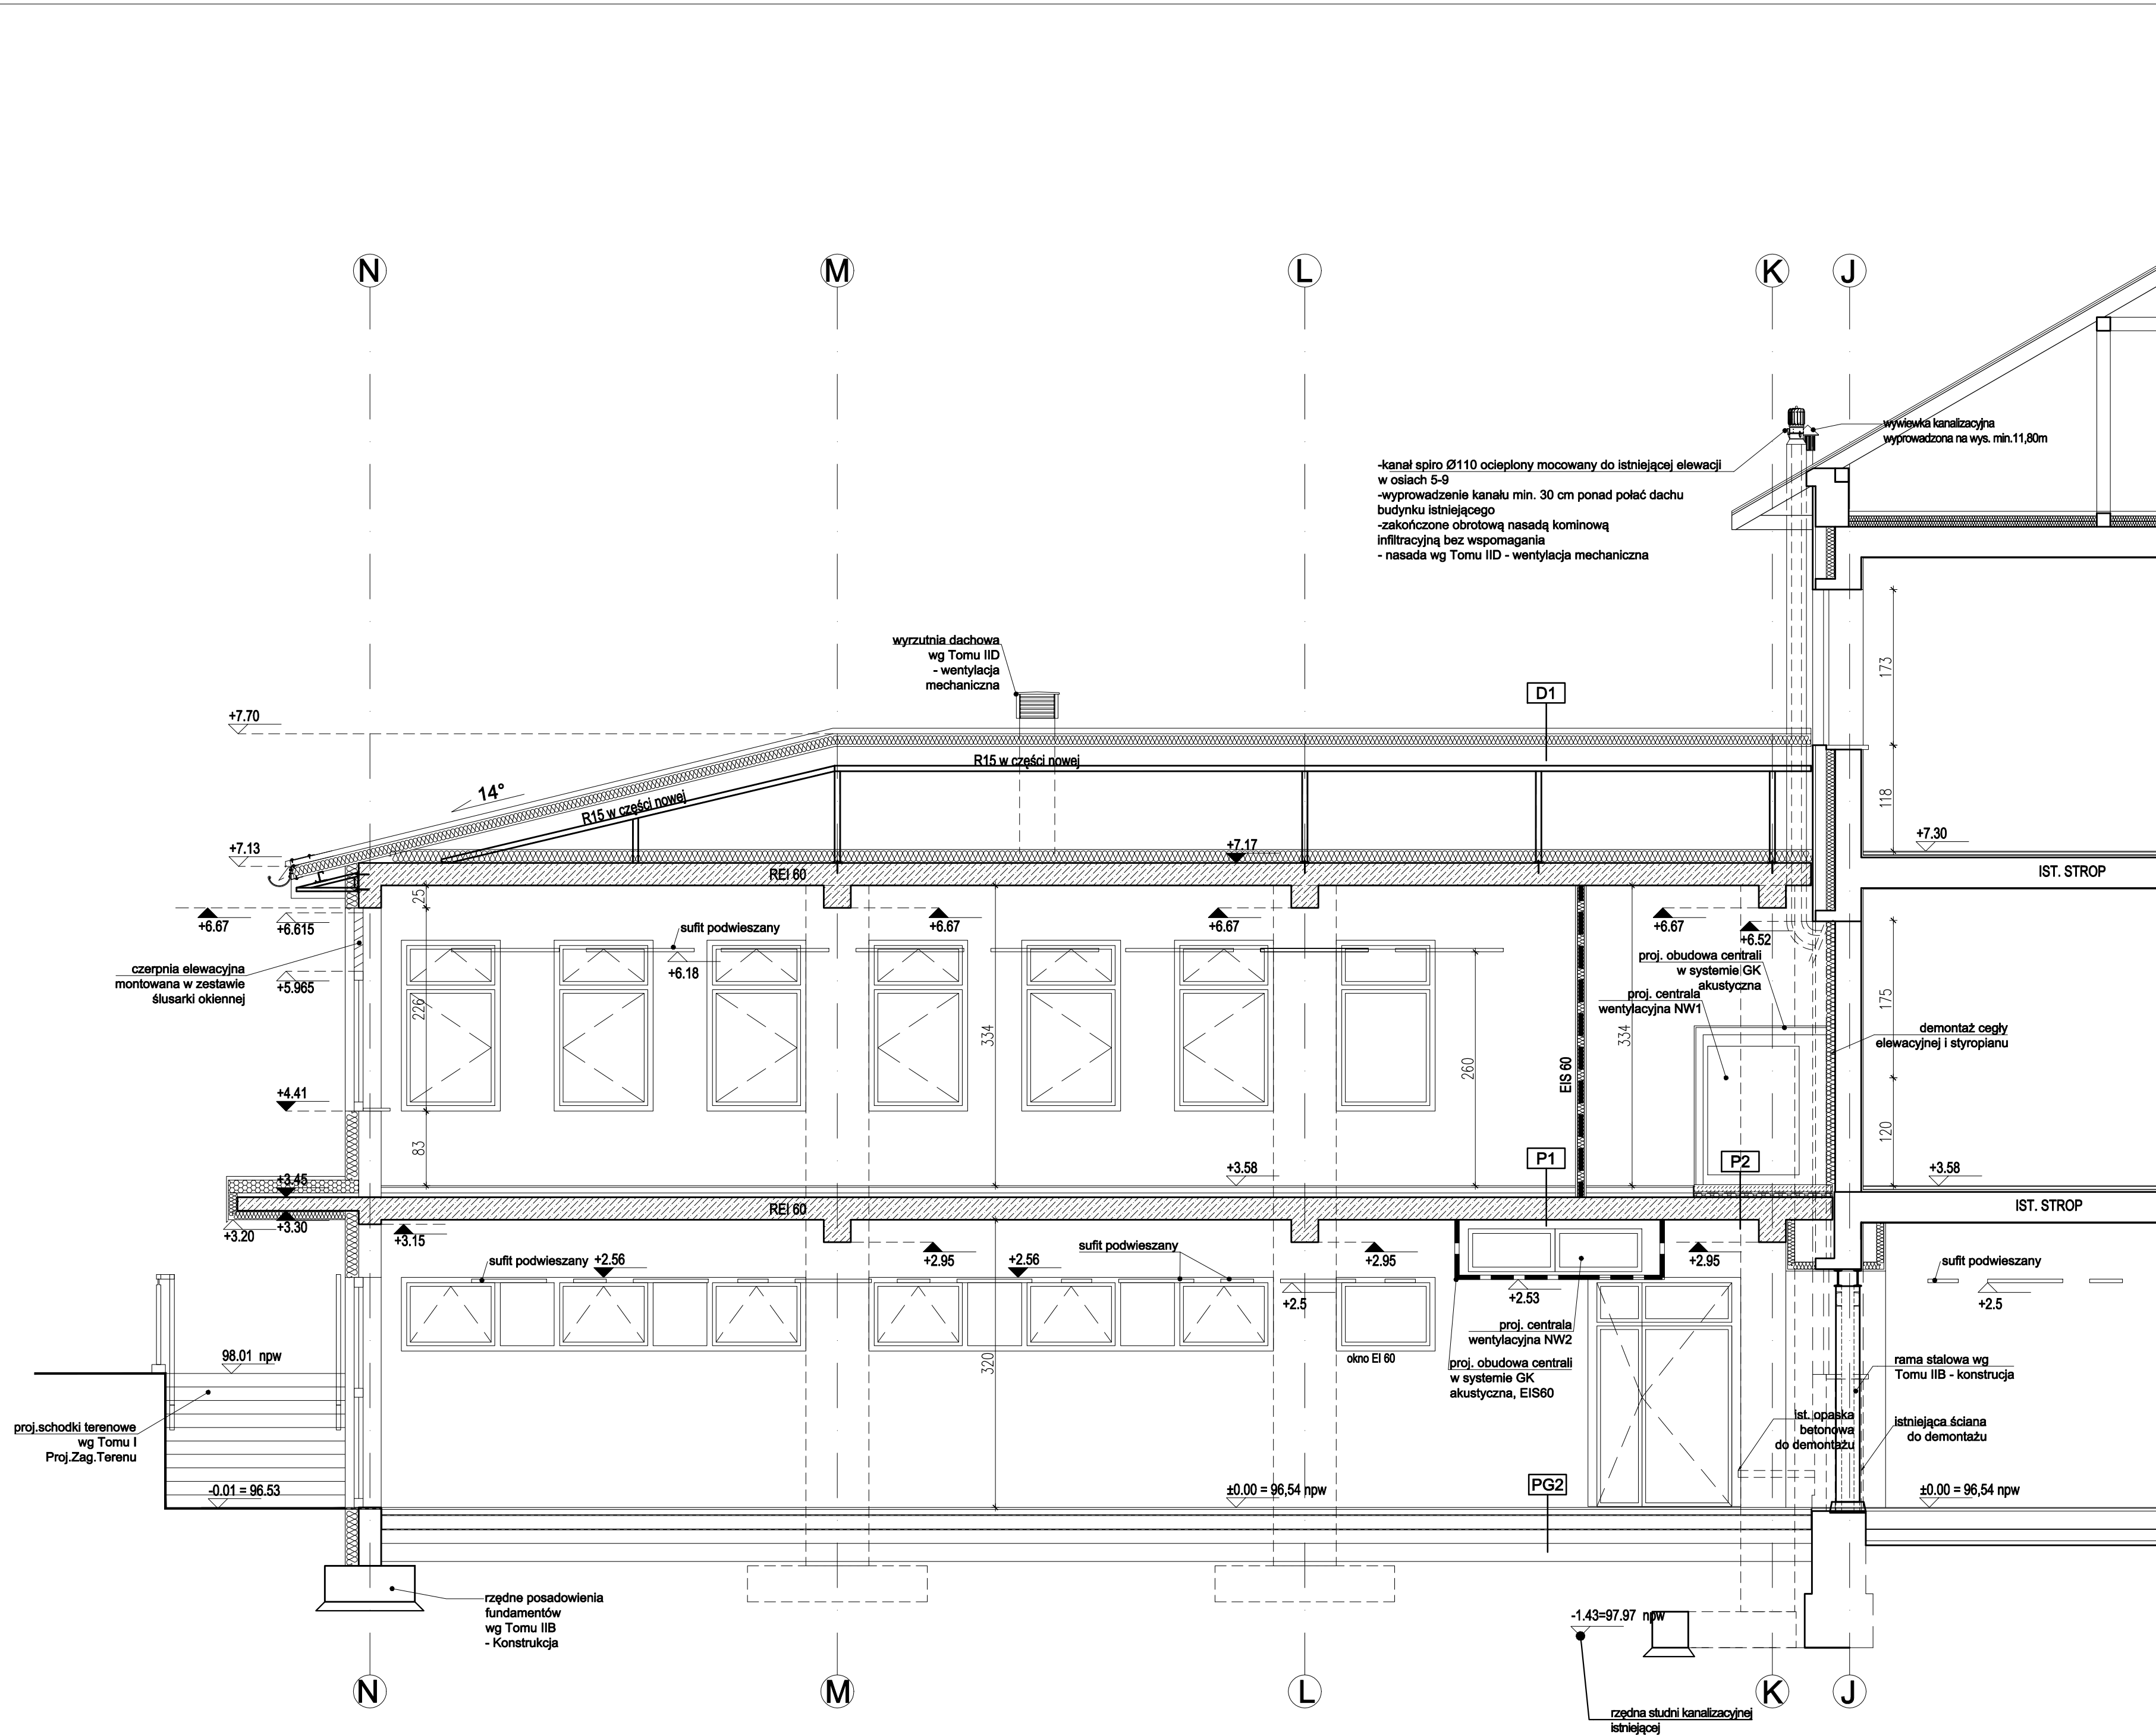 N
M
L
K
J
wywiewka kanalizacyjna
wyprowadzona na wys. min.11,80m
-kanał spiro Ø110 ocieplony mocowany do istniejącej elewacji
w osiach 5-9
-wyprowadzenie kanału min. 30 cm ponad połać dachu
budynku istniejącego
-zakończone obrotową nasadą kominową
infiltracyjną bez wspomagania
- nasada wg Tomu IID - wentylacja mechaniczna
wyrzutnia dachowa
wg Tomu IID
- wentylacja
mechaniczna
173
D1
+7.70
R15 w części nowej
14°
R15 w części nowej
118
+7.30
+7.13
+7.17
REI 60
IST. STROP
25
+6.67
+6.615
+6.67
+6.67
+6.67
+6.52
sufit podwieszany
+6.18
proj. obudowa centrali
w systemie GK
akustyczna
czerpnia elewacyjna
montowana w zestawie
ślusarki okiennej
+5.965
proj. centrala
wentylacyjna NW1
226
334
334
175
260
EIS 60
demontaż cegły
elewacyjnej i styropianu
+4.41
83
120
P1
P2
+3.45
+3.58
+3.58
REI 60
IST. STROP
+3.20
+3.30
+3.15
+2.95
+2.95
+2.95
sufit podwieszany
+2.56
+2.56
sufit podwieszany
sufit podwieszany
+2.5
+2.53
+2.5
proj. centrala
wentylacyjna NW2
98.01 npw
320
okno EI 60
proj. obudowa centrali
w systemie GK
akustyczna, EIS60
rama stalowa wg
Tomu IIB - konstrucja
proj.schodki terenowe
wg Tomu I
Proj.Zag.Terenu
ist. opaska
betonowa
do demontażu
istniejąca ściana
do demontażu
-0.01 = 96.53
±0.00 = 96,54 npw
PG2
±0.00 = 96,54 npw
rzędne posadowienia
fundamentów
wg Tomu IIB
- Konstrukcja
-1.43=97.97 npw
N
M
L
K
J
rzędna studni kanalizacyjnej
istniejącej